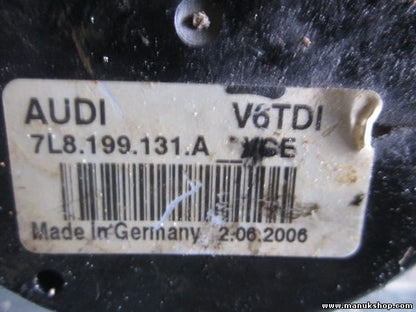 AUDI V6TDI
7L8.199.131.A
Made in Germany 2.06.2006
www.manukshop.com